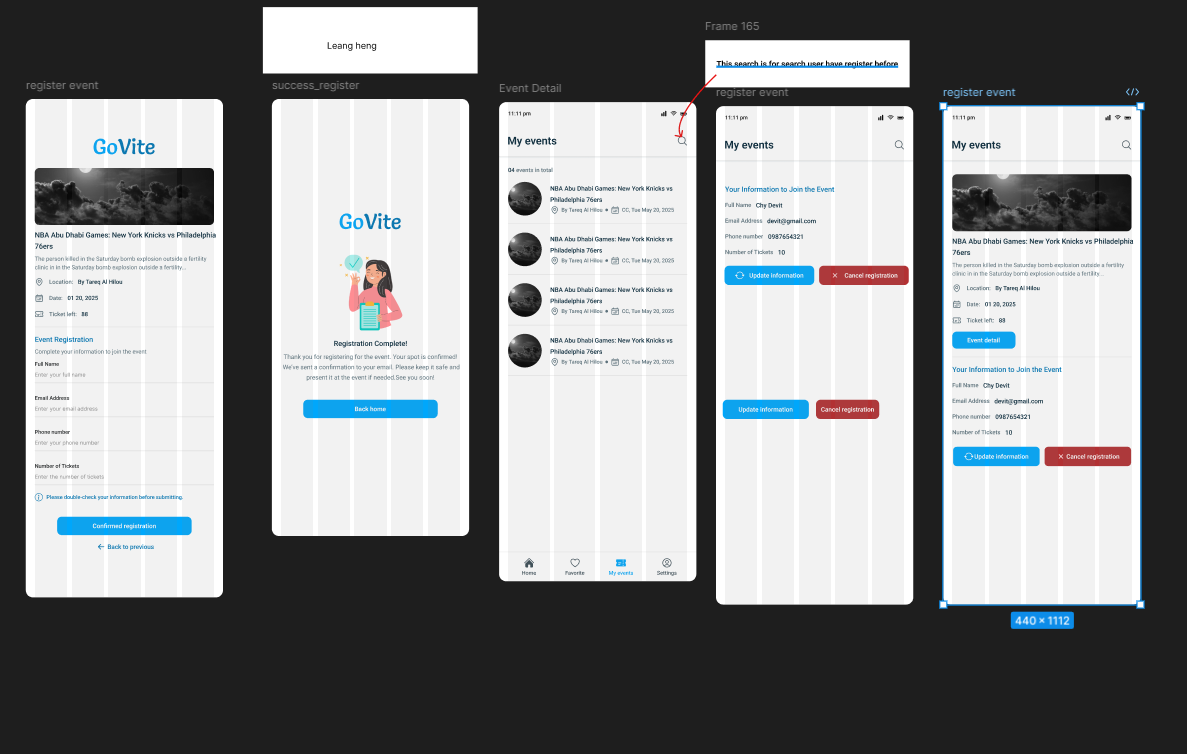 Leang heng
Frame 165
This search is for search user have register before
register event
GoVite
NBA Abu Dhabi Games: New York Knicks vs Philadelphia
76ers
The person killed in the Saturday bomb explosion outside a fertility
clinic in in the Saturday bomb explosion outside a fertility...
Location: By Tareq Al Hilou
Date: 01 20, 2025
Ticket left: 88
Event Registration
Complete your information to join the event
Full Name
Enter your full name
Email Address
Enter your email address
Phone number
Enter your phone number
Number of Tickets
Enter the number of tickets
Please double-check your information before submitting.
Confirmed registration
Back to previous
success_register
GoVite
Registration Complete!
Thank you for registering for the event. Your spot is confirmed!
We've sent a confirmation to your email. Please keep it safe and
present it at the event if needed.See you soon!
Back home
Event Detail
11:11 pm
My events
04 events in total
NBA Abu Dhabi Games: New York Knicks vs
Philadelphia 76ers
By Tareq Al Hilou • CC, Tue May 20, 2025
NBA Abu Dhabi Games: New York Knicks vs
Philadelphia 76ers
By Tareq Al Hilou • CC, Tue May 20, 2025
NBA Abu Dhabi Games: New York Knicks vs
Philadelphia 76ers
By Tareq Al Hilou • CC, Tue May 20, 2025
NBA Abu Dhabi Games: New York Knicks vs
Philadelphia 76ers
By Tareq Al Hilou • CC, Tue May 20, 2025
Home Favorite My events Settings
register event
11:11 pm
My events
Your Information to Join the Event
Full Name Chy Devit
Email Address devit@gmail.com
Phone number 0987654321
Number of Tickets 10
Update information Cancel registration
Update information Cancel registration
register event
11:11 pm
My events
NBA Abu Dhabi Games: New York Knicks vs Philadelphia
76ers
The person killed in the Saturday bomb explosion outside a fertility
clinic in in the Saturday bomb explosion outside a fertility...
Location: By Tareq Al Hilou
Date: 01 20, 2025
Ticket left: 88
Event detail
Your Information to Join the Event
Full Name Chy Devit
Email Address devit@gmail.com
Phone number 0987654321
Number of Tickets 10
Update information Cancel registration
440 × 1112